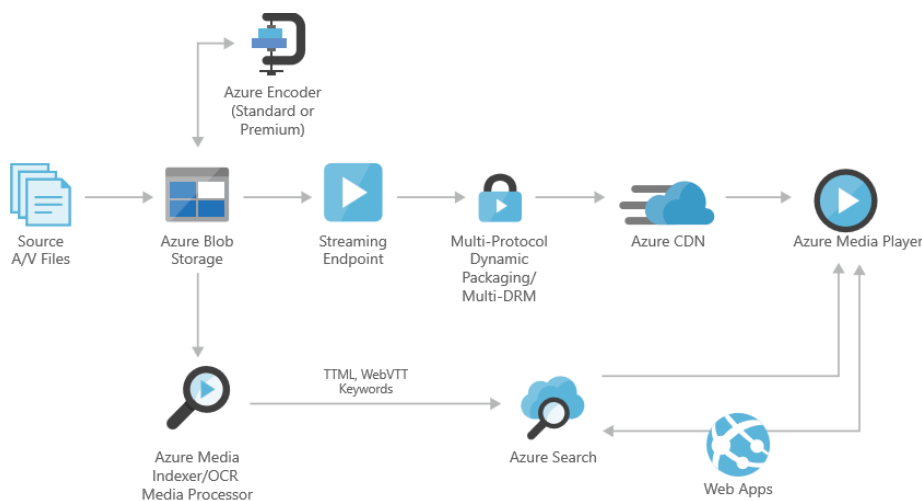 Azure Encoder
(Standard or
Premium)
Source
A/V Files
Azure Blob
Storage
Streaming
Endpoint
Multi-Protocol
Dynamic
Packaging/
Multi-DRM
Azure CDN
Azure Media Player
TTML, WebVTT
Keywords
Azure Media
Indexer/OCR
Media Processor
Azure Search
Web Apps